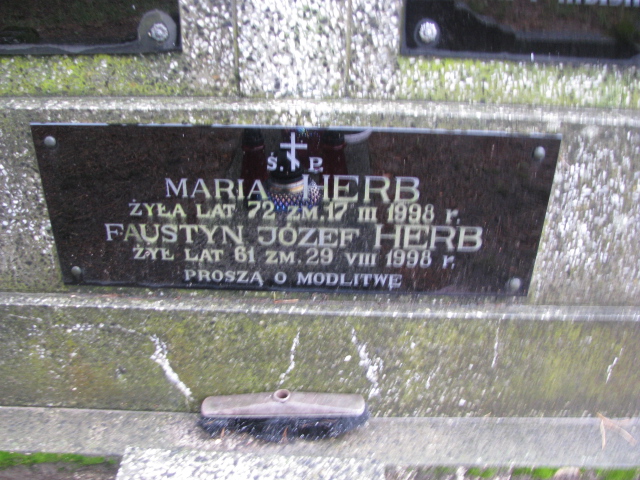 Ś. P.
MARIA HERB
ŻYŁA LAT 72 ZM. 17 III 1998 r.
FAUSTYN JÓZEF HERB
ŻYŁ LAT 61 ZM. 29 VIII 1998 r.
PROSZĄ O MODLITWĘ